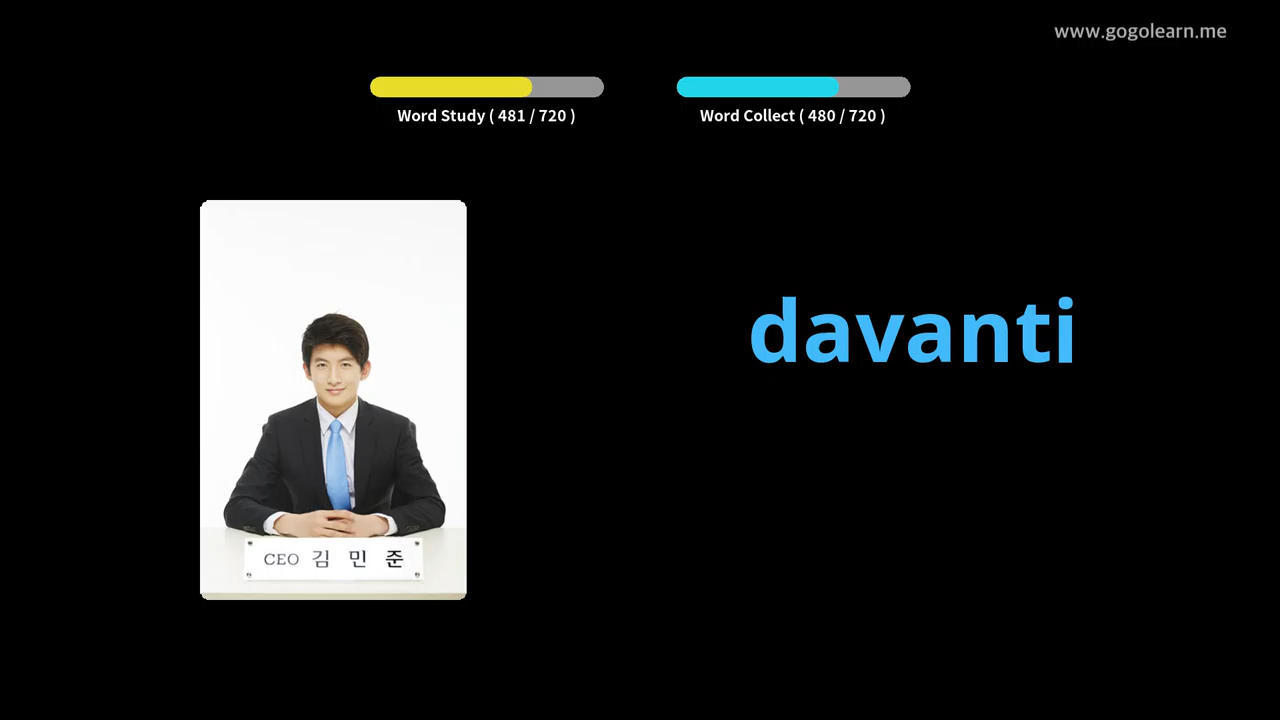 www.gogolearn.me
Word Study ( 481 / 720 )
Word Collect ( 480 / 720 )
davanti
CEO 김 민 준